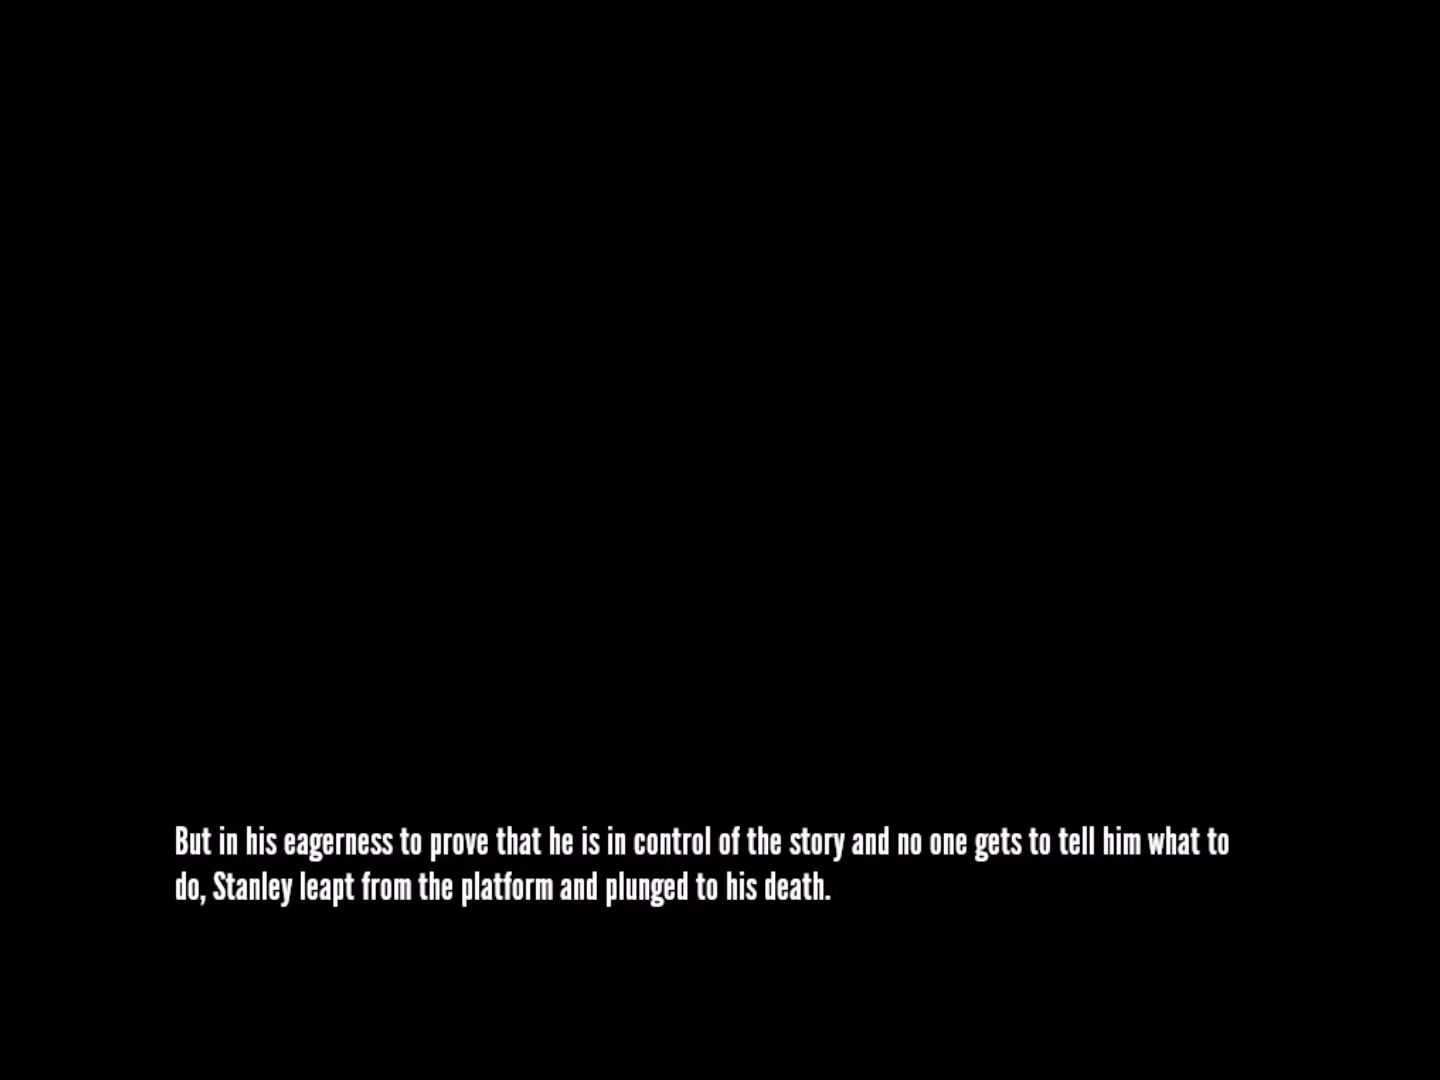 But in his eagerness to prove that he is in control of the story and no one gets to tell him what to
do, Stanley leapt from the platform and plunged to his death.